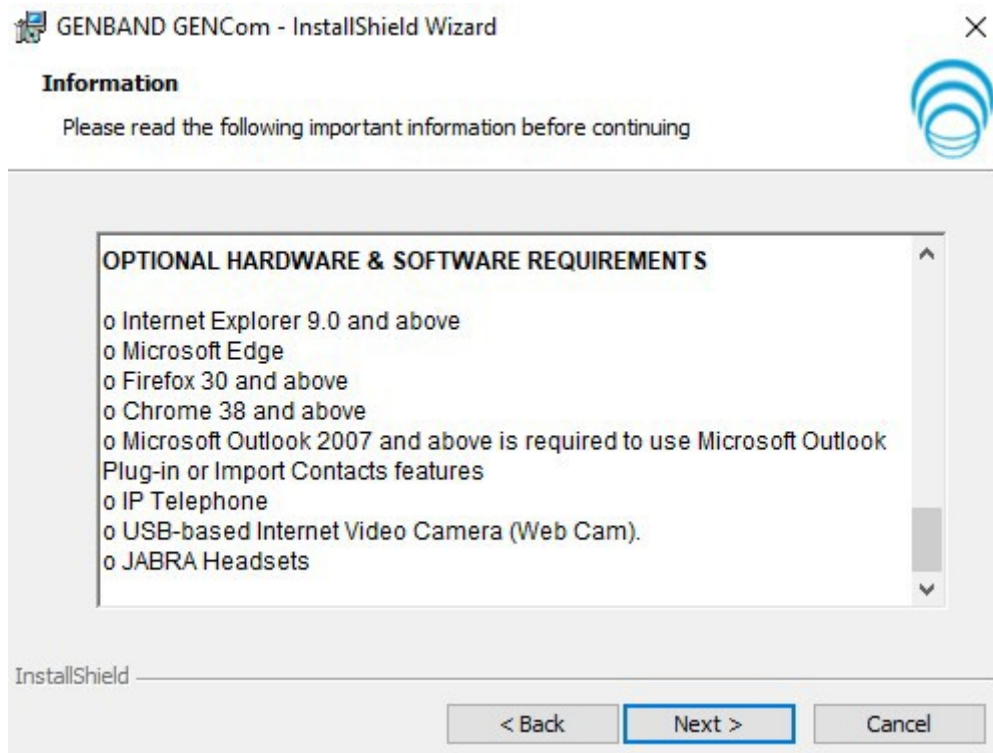 GENBAND GENCom - InstallShield Wizard
Information
Please read the following important information before continuing
OPTIONAL HARDWARE & SOFTWARE REQUIREMENTS
o Internet Explorer 9.0 and above
o Microsoft Edge
o Firefox 30 and above
o Chrome 38 and above
o Microsoft Outlook 2007 and above is required to use Microsoft Outlook
Plug-in or Import Contacts features
o IP Telephone
o USB-based Internet Video Camera (Web Cam).
o JABRA Headsets
InstallShield
< Back Next > Cancel